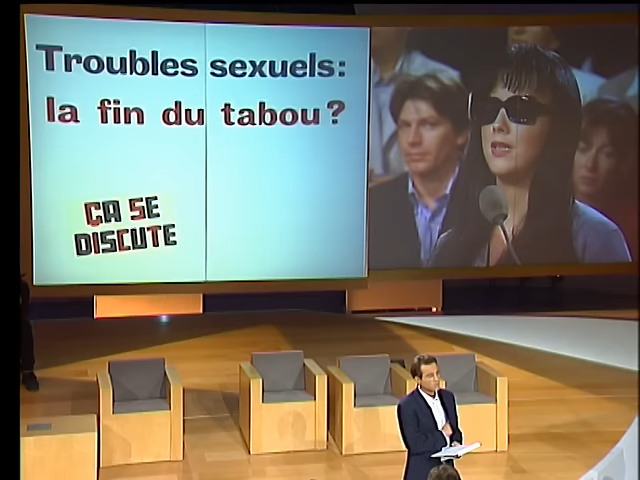 Troubles sexuels:
la fin du tabou?
ÇA SE
DISCUTE